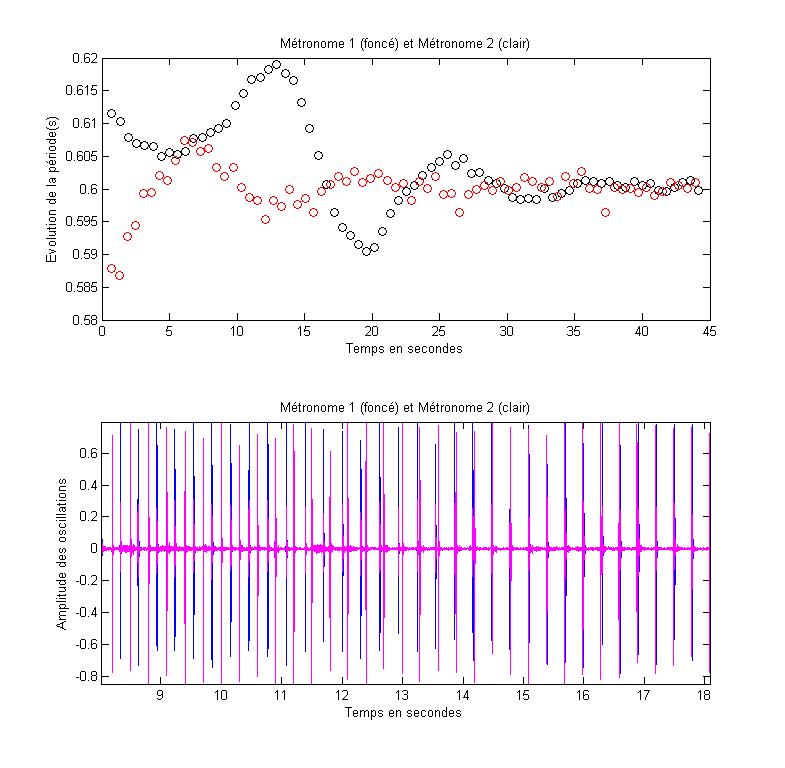 Métronome 1 (foncé) et Métronome 2 (clair)
Evolution de la période(s)
0.62
0.615
0.61
0.605
0.6
0.595
0.59
0.585
0.58
0 5 10 15 20 25 30 35 40 45
Temps en secondes
Métronome 1 (foncé) et Métronome 2 (clair)
Amplitude des oscillations
0.6
0.4
0.2
0
-0.2
-0.4
-0.6
-0.8
9 10 11 12 13 14 15 16 17 18
Temps en secondes